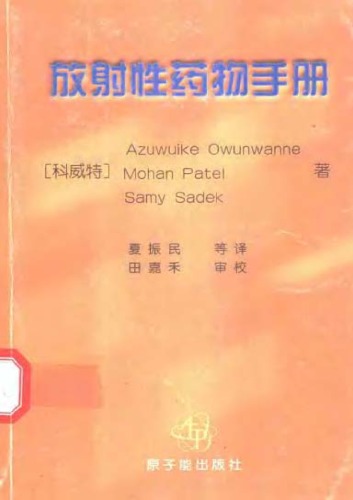 放射性药物手册
Azuwuike Owunwanne
[科威特] Mohan Patel 著
Samy Sadek
夏振民 等译
田嘉禾 审校
原子能出版社